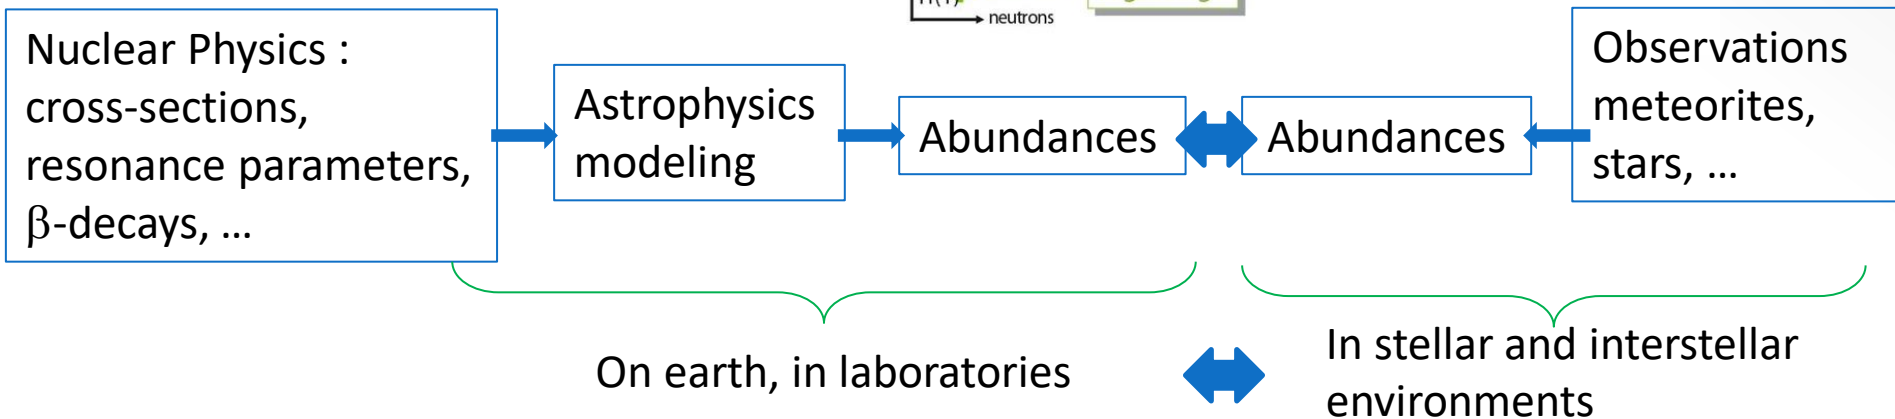 neutrons
Nuclear Physics :
cross-sections,
resonance parameters,
β-decays, ...
Astrophysics
modeling
Abundances
Abundances
Observations
meteorites,
stars, ...
On earth, in laboratories
In stellar and interstellar
environments